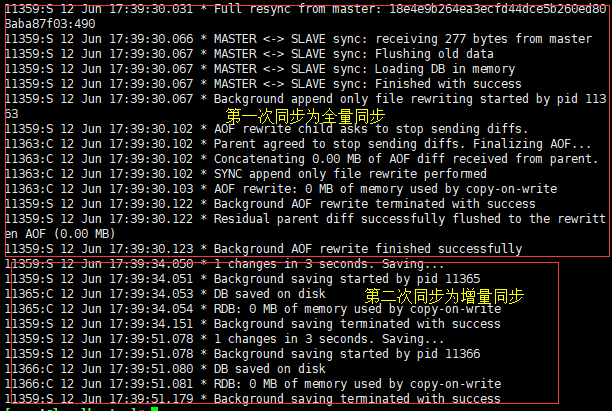 11359:S 12 Jun 17:39:30.031 * Full resync from master: 18e4e9b264ea3ecfd44dce5b260ed80
8aba87f03:490
11359:S 12 Jun 17:39:30.066 * MASTER <-> SLAVE sync: receiving 277 bytes from master
11359:S 12 Jun 17:39:30.067 * MASTER <-> SLAVE sync: Flushing old data
11359:S 12 Jun 17:39:30.067 * MASTER <-> SLAVE sync: Loading DB in memory
11359:S 12 Jun 17:39:30.067 * MASTER <-> SLAVE sync: Finished with success
11359:S 12 Jun 17:39:30.067 * Background append only file rewriting started by pid 113
63
第一次同步为全量同步
11359:S 12 Jun 17:39:30.102 * AOF rewrite child asks to stop sending diffs.
11363:C 12 Jun 17:39:30.102 * Parent agreed to stop sending diffs. Finalizing AOF...
11363:C 12 Jun 17:39:30.102 * Concatenating 0.00 MB of AOF diff received from parent.
11363:C 12 Jun 17:39:30.102 * SYNC append only file rewrite performed
11363:C 12 Jun 17:39:30.103 * AOF rewrite: 0 MB of memory used by copy-on-write
11359:S 12 Jun 17:39:30.122 * Background AOF rewrite terminated with success
11359:S 12 Jun 17:39:30.122 * Residual parent diff successfully flushed to the rewritt
en AOF (0.00 MB)
11359:S 12 Jun 17:39:30.123 * Background AOF rewrite finished successfully
11359:S 12 Jun 17:39:34.050 * 1 changes in 3 seconds. Saving...
11359:S 12 Jun 17:39:34.051 * Background saving started by pid 11365
11365:C 12 Jun 17:39:34.053 * DB saved on disk
第二次同步为增量同步
11365:C 12 Jun 17:39:34.054 * RDB: 0 MB of memory used by copy-on-write
11359:S 12 Jun 17:39:34.151 * Background saving terminated with success
11359:S 12 Jun 17:39:51.078 * 1 changes in 3 seconds. Saving...
11359:S 12 Jun 17:39:51.078 * Background saving started by pid 11366
11366:C 12 Jun 17:39:51.080 * DB saved on disk
11366:C 12 Jun 17:39:51.081 * RDB: 0 MB of memory used by copy-on-write
11359:S 12 Jun 17:39:51.179 * Background saving terminated with success